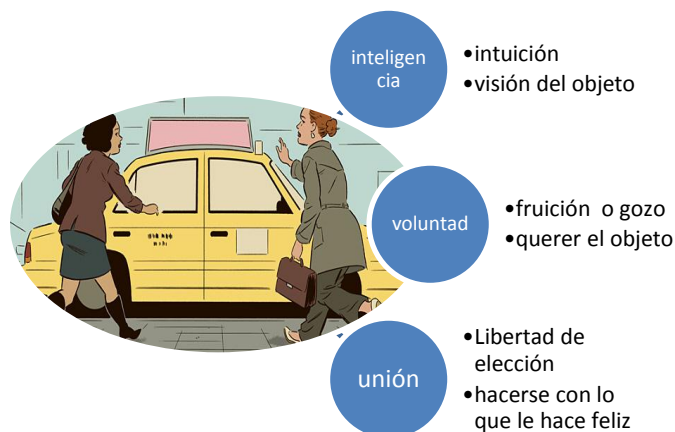 inteligen
cia
•intuición
•visión del objeto
voluntad
•fruición o gozo
•querer el objeto
unión
•Libertad de
elección
•hacerse con lo
que le hace feliz